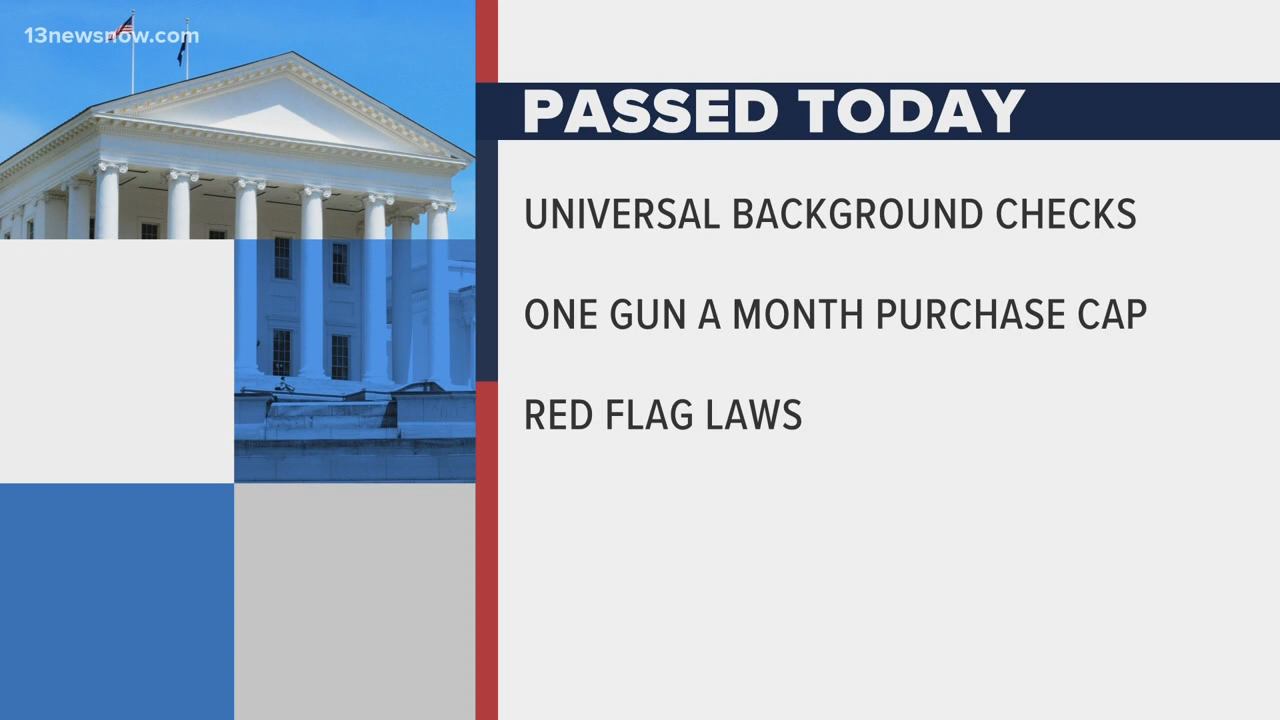 13newsnow.com
PASSED TODAY
UNIVERSAL BACKGROUND CHECKS
ONE GUN A MONTH PURCHASE CAP
RED FLAG LAWS